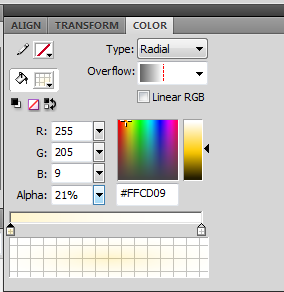 ALIGN TRANSFORM COLOR
Type: Radial
Overflow:
Linear RGB
R: 255
G: 205
B: 9
Alpha: 21% #FFCD09